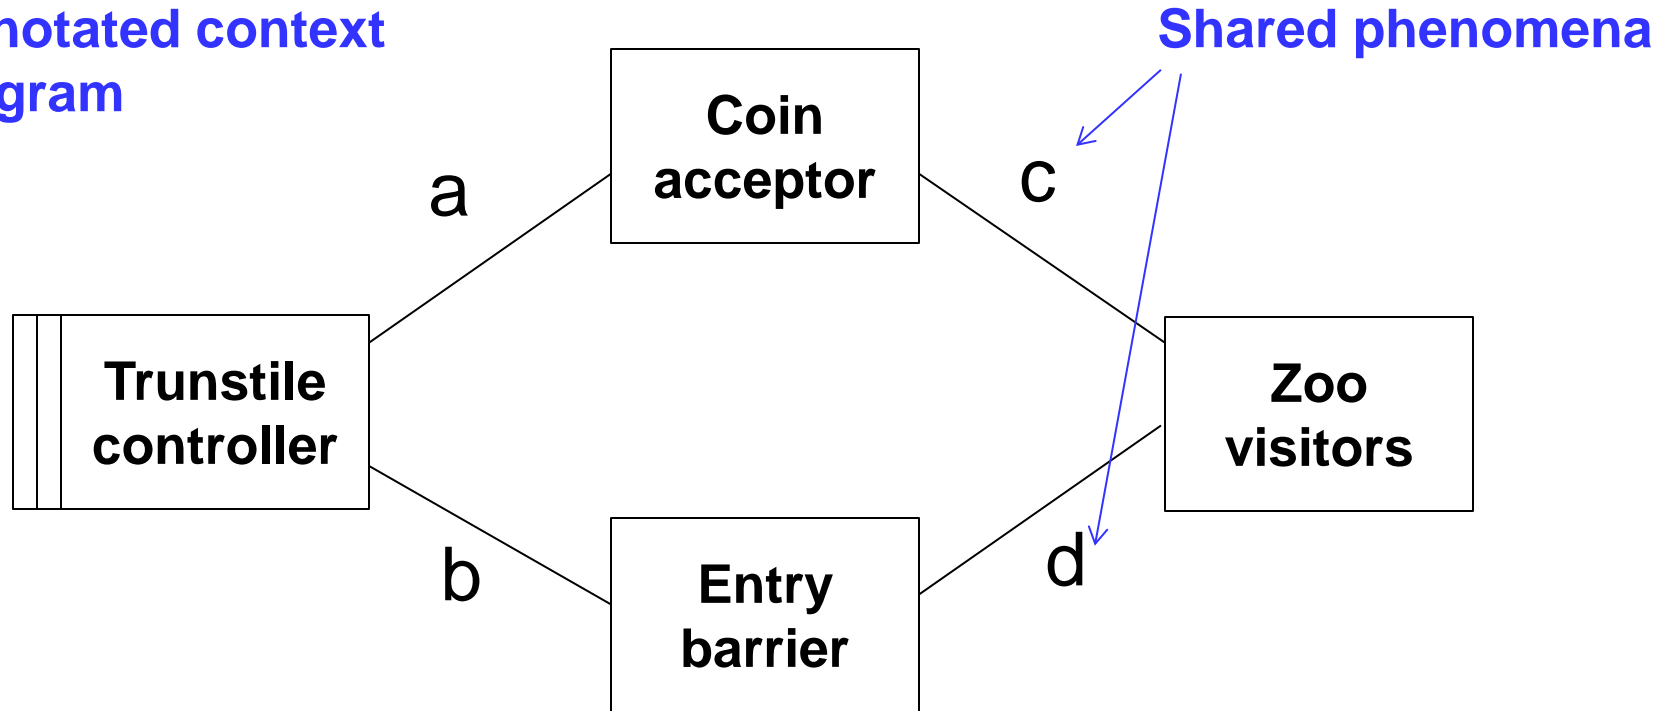 notated context
gram
Shared phenomena
Coin
acceptor
a
c
Trunstile
controller
Zoo
visitors
b
d
Entry
barrier